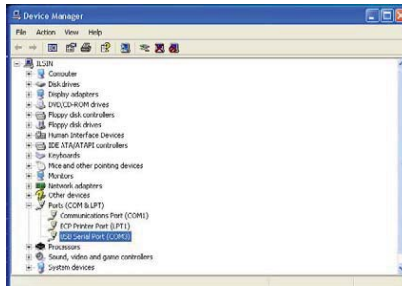 Device Manager
File Action View Help
ILSIN
Computer
Disk drives
Display adapters
DVD/CD-ROM drives
Floppy disk controllers
Floppy disk drives
Human Interface Devices
IDE ATA/ATAPI controllers
Keyboards
Mice and other pointing devices
Monitors
Network adapters
Other devices
Ports (COM & LPT)
Communications Port (COM1)
ECP Printer Port (LPT1)
USB Serial Port (COM3)
Processors
Sound, video and game controllers
System devices